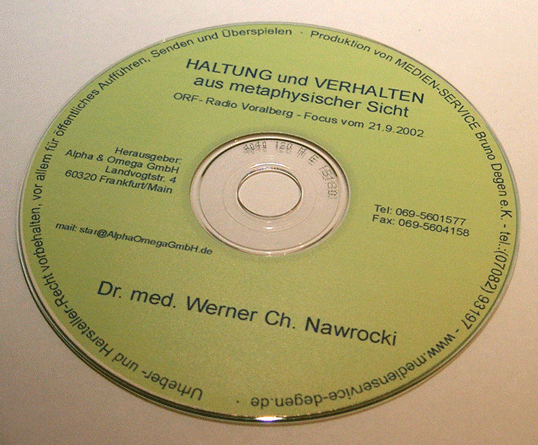 HALTUNG und VERHALTEN
aus metaphysischer Sicht
ORF- Radio Voralberg - Focus vom 21.9.2002
Herausgeber:
Alpha & Omega GmbH
Landvogtstr. 4
60320 Frankfurt/Main
Tel: 069-5601577
Fax: 069-5604158
mail: star@AlphaOmegaGmbH.de
Dr. med. Werner Ch. Nawrocki
Urheber- und Hersteller-Recht vorbehalten, vor allem für öffentliches Aufführen, Senden und Überspielen · Produktion von MEDIEN-SERVICE Bruno Degen e.K. - tel.:(07082) 93197 - www.medienservice-degen.de ·